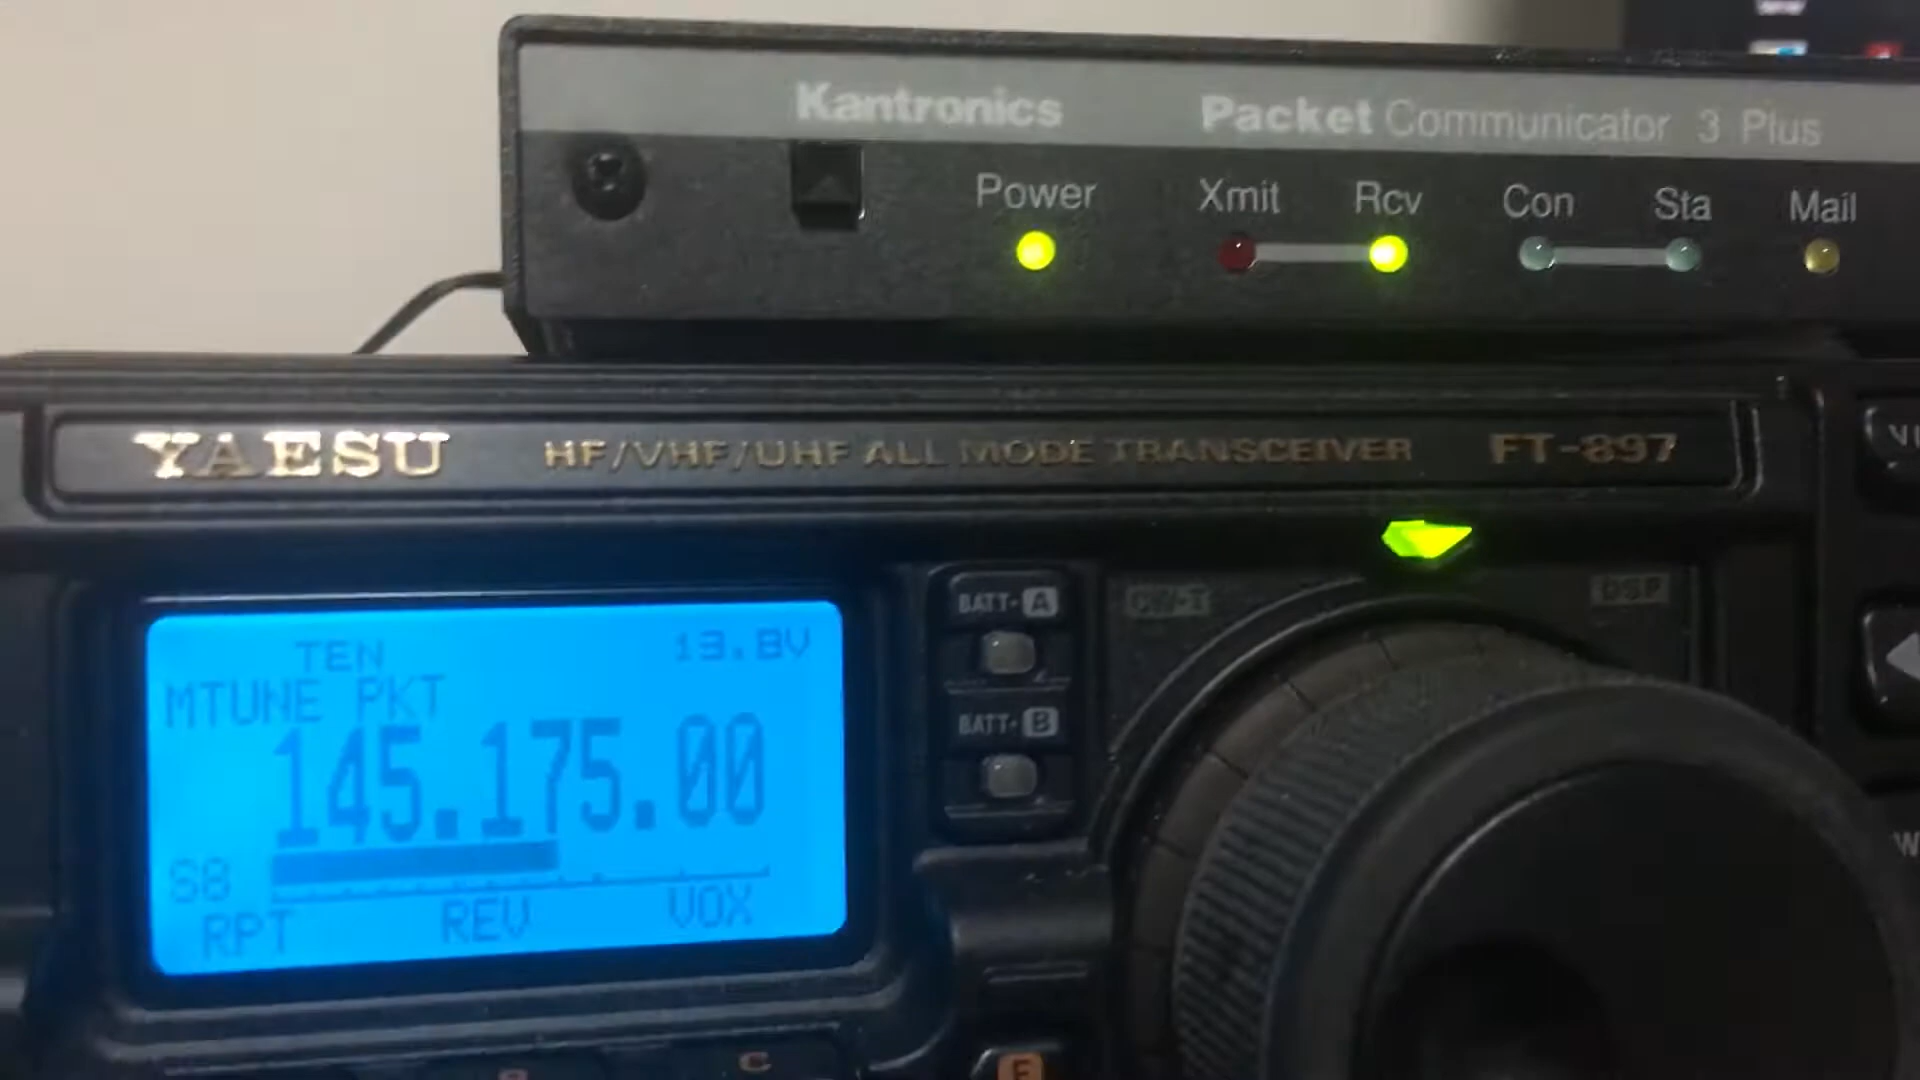 Kantronics Packet Communicator 3 Plus
Power Xmit Rcv Con Sta Mail
YAESU HF/VHF/UHF ALL MODE TRANSCEIVER FT-897
BATT-A
CW-T DSP
TEN 13.8V
MTUNE PKT
BATT-B
145.175.00
S8
RPT REV VOX
C
F